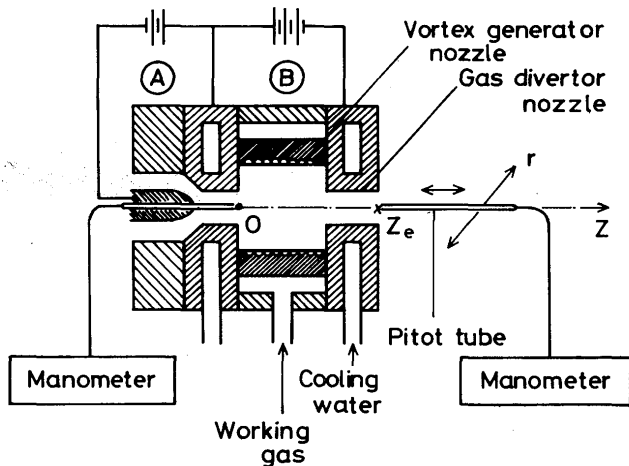 Vortex generator
nozzle
Gas divertor
nozzle
A
B
r
O
Ze
Z
Pitot tube
Manometer
Cooling
water
Working
gas
Manometer